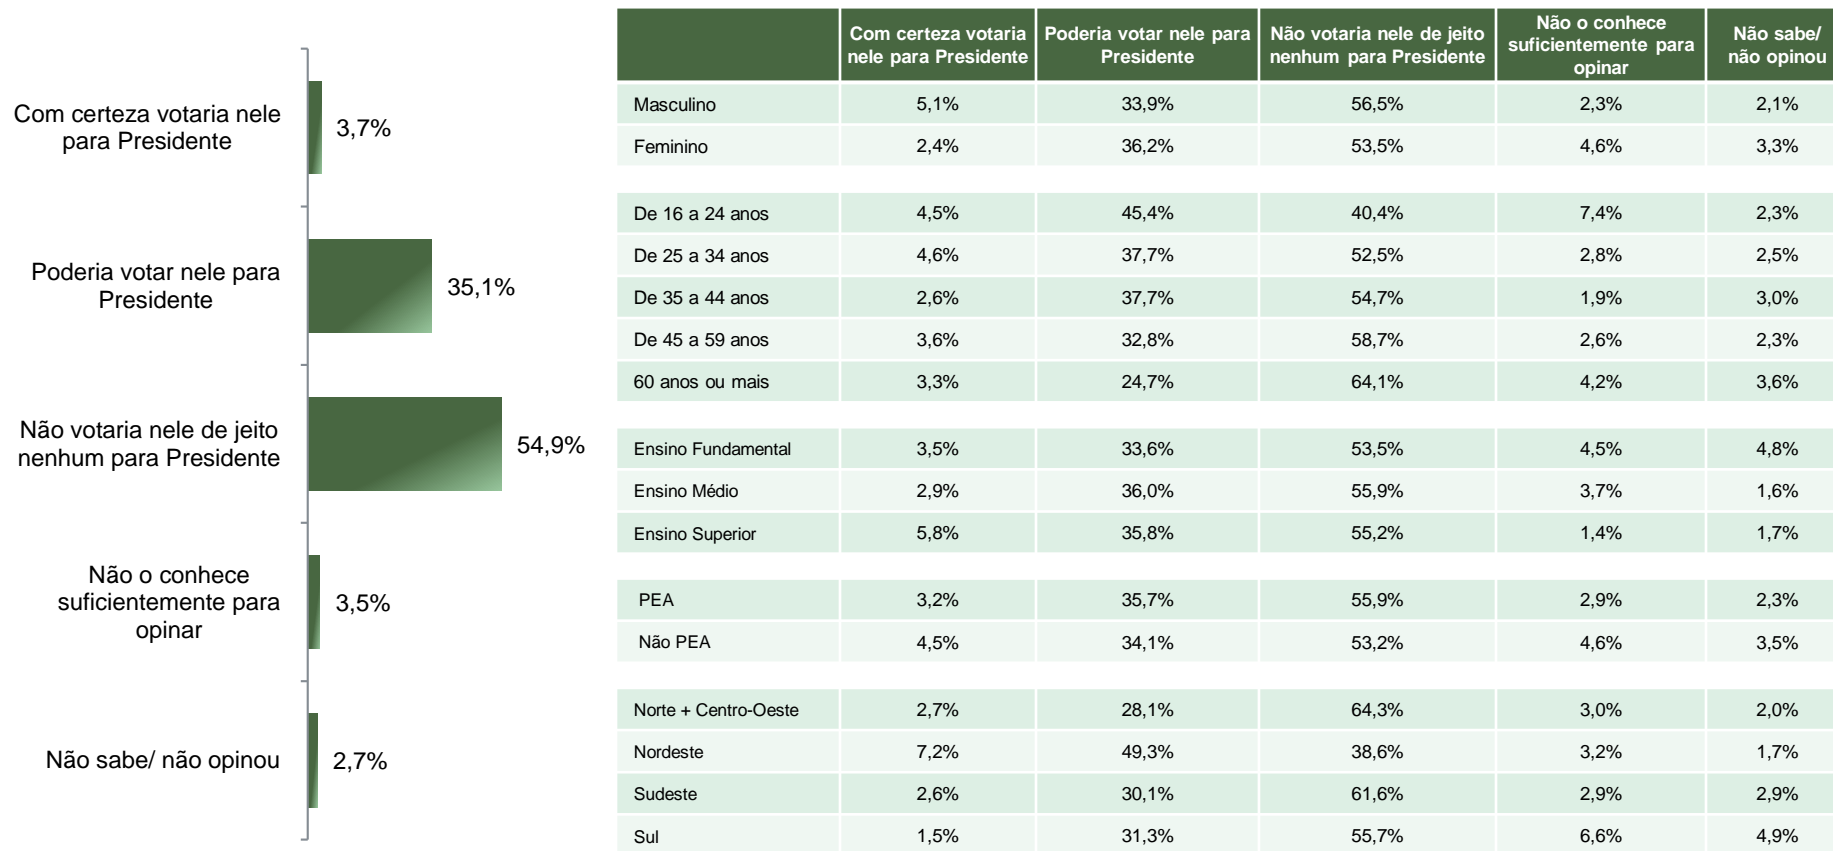 Com certeza votaria nele
para Presidente
3,7%
Poderia votar nele para
Presidente
35,1%
Não votaria nele de jeito
nenhum para Presidente
54,9%
Não o conhece
suficientemente para
opinar
3,5%
Não sabe/ não opinou
2,7%
Com certeza votaria nele para Presidente Poderia votar nele para Presidente Não votaria nele de jeito nenhum para Presidente Não o conhece suficientemente para opinar Não sabe/ não opinou
Masculino 5,1% 33,9% 56,5% 2,3% 2,1%
Feminino 2,4% 36,2% 53,5% 4,6% 3,3%
De 16 a 24 anos 4,5% 45,4% 40,4% 7,4% 2,3%
De 25 a 34 anos 4,6% 37,7% 52,5% 2,8% 2,5%
De 35 a 44 anos 2,6% 37,7% 54,7% 1,9% 3,0%
De 45 a 59 anos 3,6% 32,8% 58,7% 2,6% 2,3%
60 anos ou mais 3,3% 24,7% 64,1% 4,2% 3,6%
Ensino Fundamental 3,5% 33,6% 53,5% 4,5% 4,8%
Ensino Médio 2,9% 36,0% 55,9% 3,7% 1,6%
Ensino Superior 5,8% 35,8% 55,2% 1,4% 1,7%
PEA 3,2% 35,7% 55,9% 2,9% 2,3%
Não PEA 4,5% 34,1% 53,2% 4,6% 3,5%
Norte + Centro-Oeste 2,7% 28,1% 64,3% 3,0% 2,0%
Nordeste 7,2% 49,3% 38,6% 3,2% 1,7%
Sudeste 2,6% 30,1% 61,6% 2,9% 2,9%
Sul 1,5% 31,3% 55,7% 6,6% 4,9%